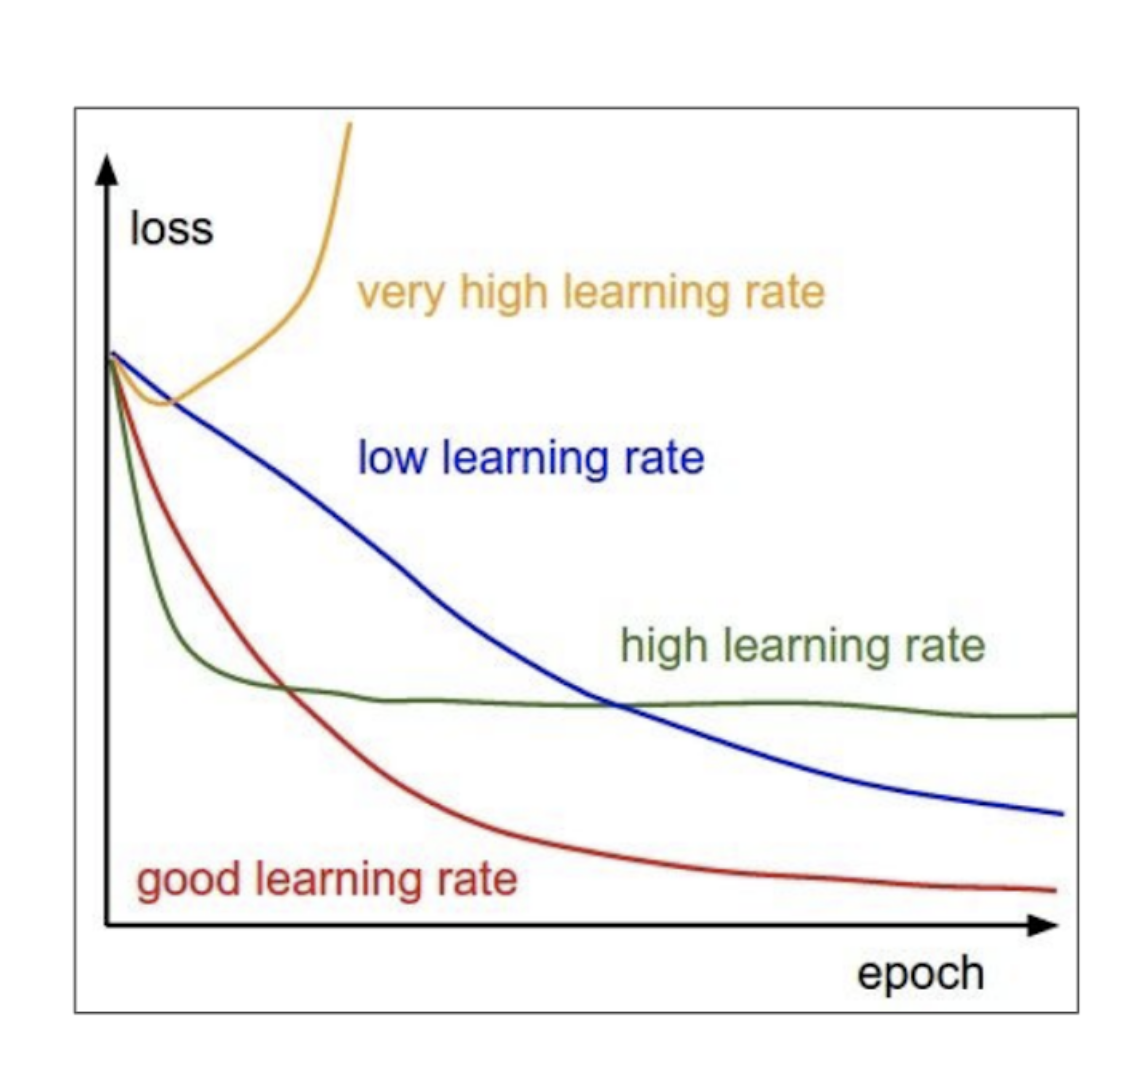 loss
very high learning rate
low learning rate
high learning rate
good learning rate
epoch